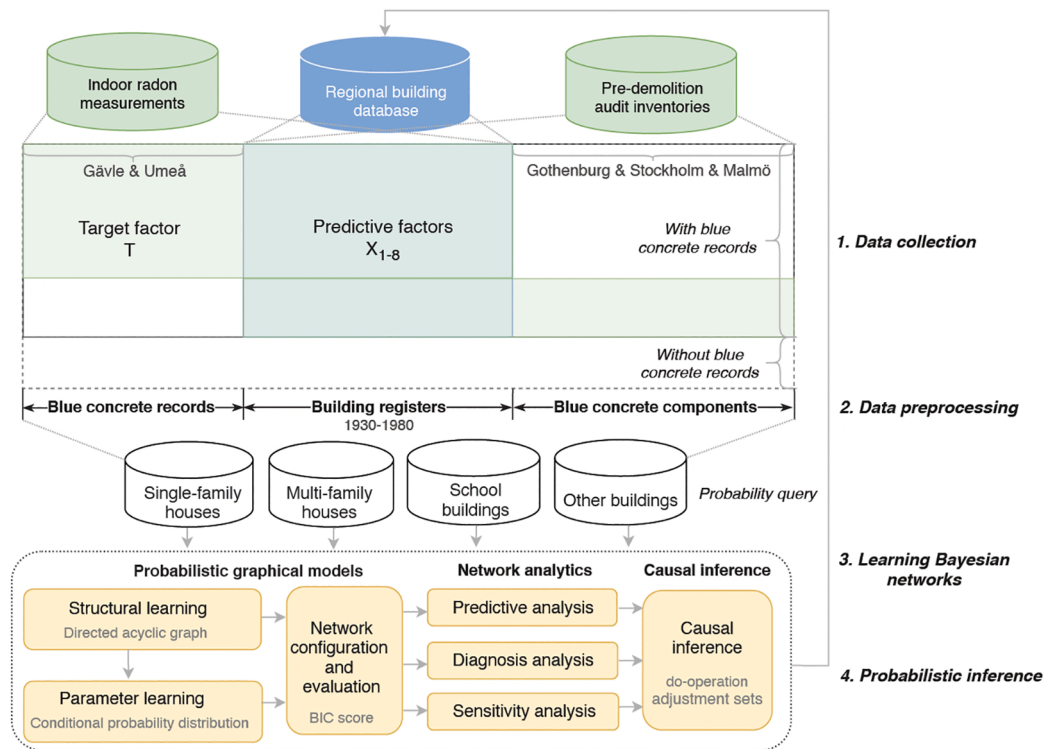 Indoor radon
measurements
Regional building
database
Pre-demolition
audit inventories
Gävle & Umeå
Gothenburg & Stockholm & Malmö
Target factor
T
Predictive factors
X1-8
With blue
concrete records
1. Data collection
Without blue
concrete records
Blue concrete records
Building registers
1930-1980
Blue concrete components
2. Data preprocessing
Single-family
houses
Multi-family
houses
School
buildings
Other buildings
Probability query
Probabilistic graphical models
Network analytics
Causal inference
3. Learning Bayesian
networks
Structural learning
Directed acyclic graph
Parameter learning
Conditional probability distribution
Network
configuration
and
evaluation
BIC score
Predictive analysis
Diagnosis analysis
Sensitivity analysis
Causal
inference
do-operation
adjustment sets
4. Probabilistic inference